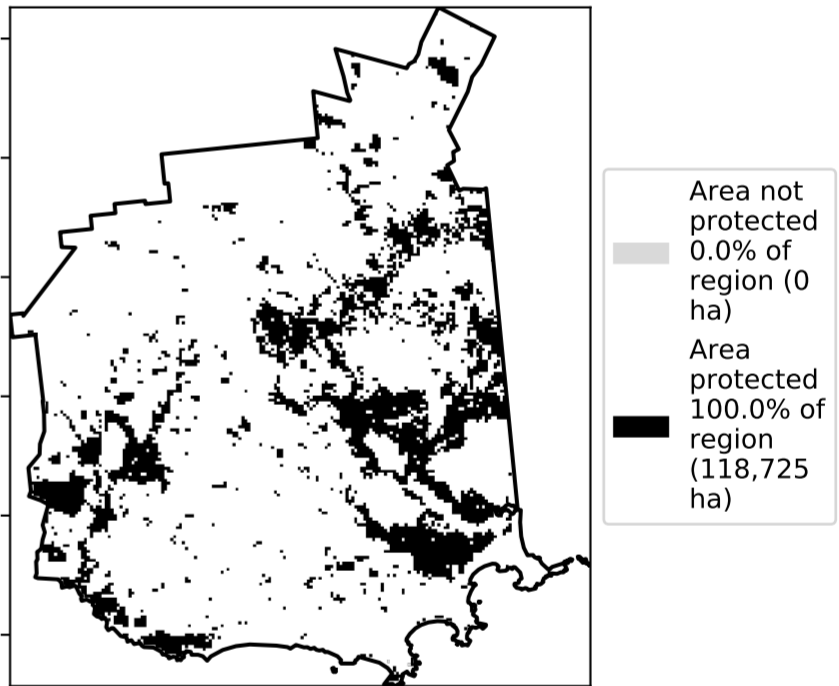 Area not
protected
0.0% of
region (0
ha)
Area
protected
100.0% of
region
(118,725
ha)